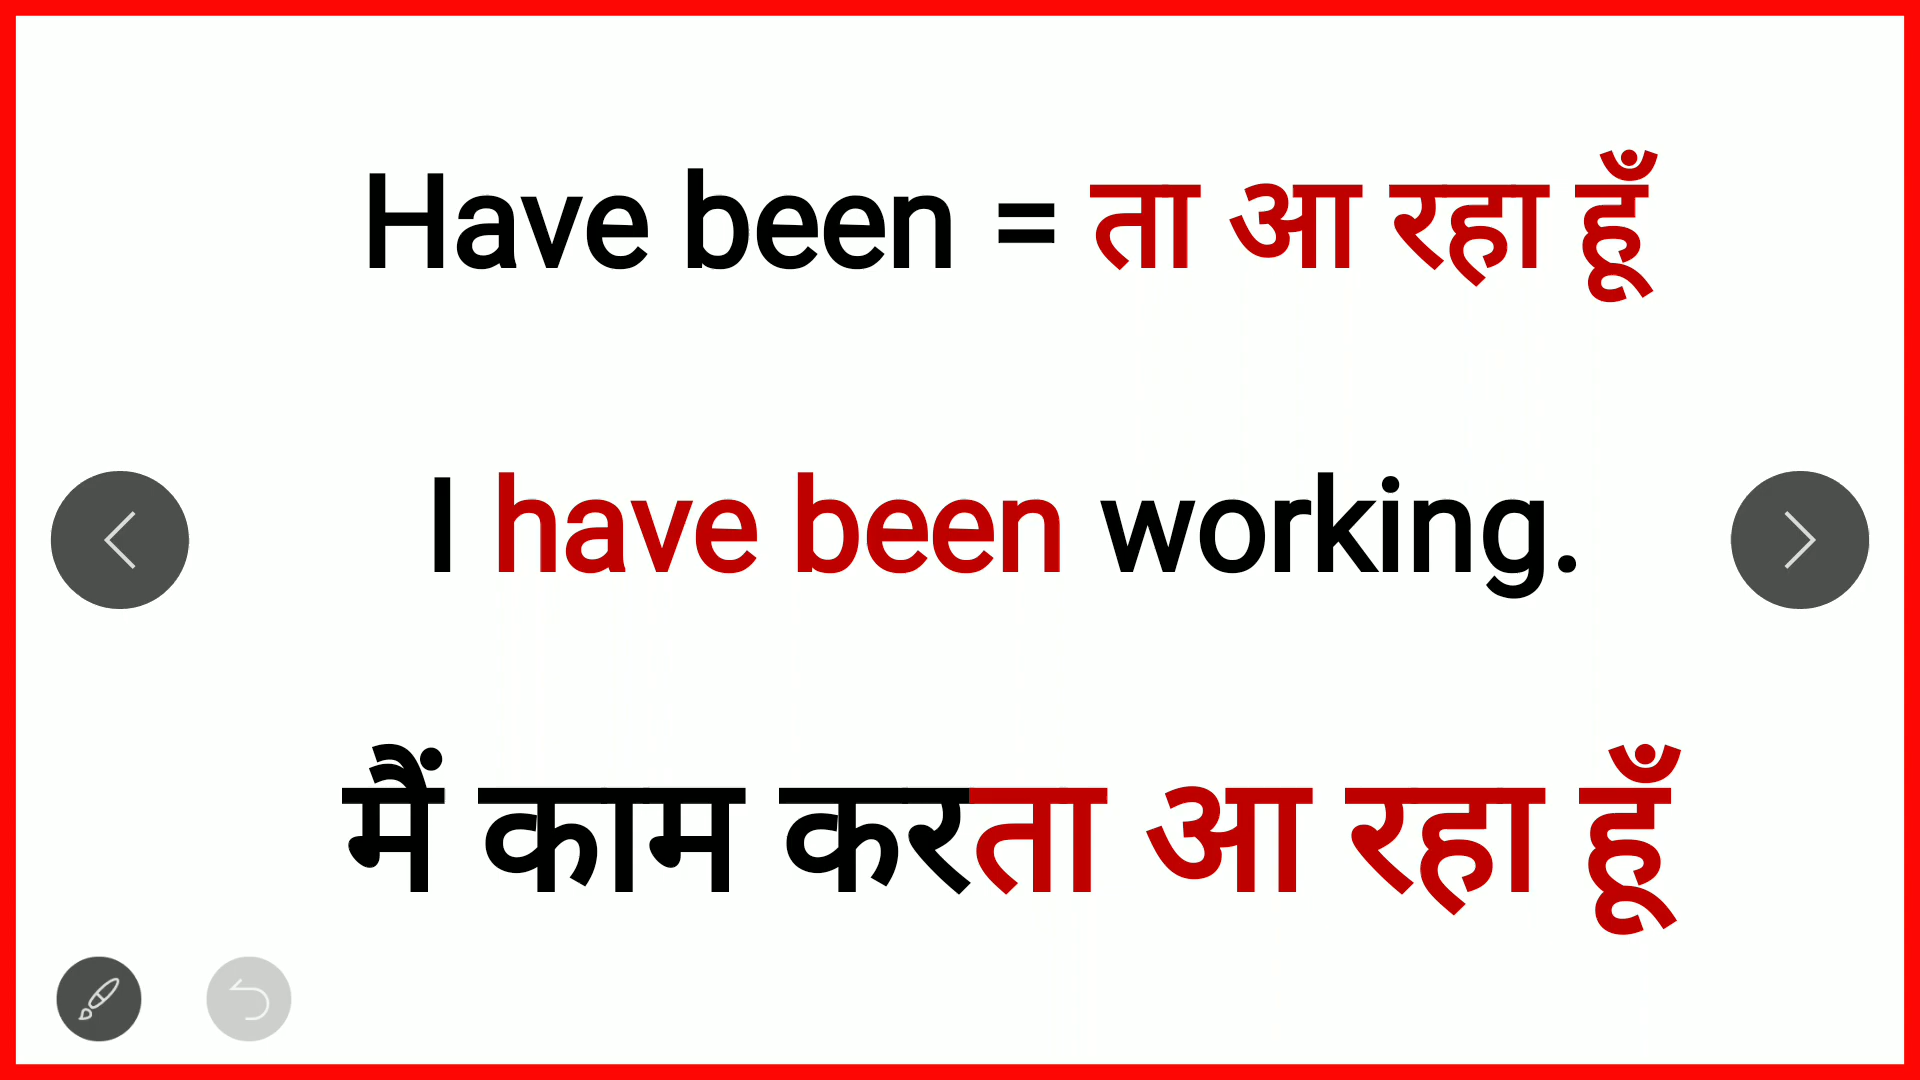 Have been = ता आ रहा हूँ
I have been working.
मैं काम करता आ रहा हूँ